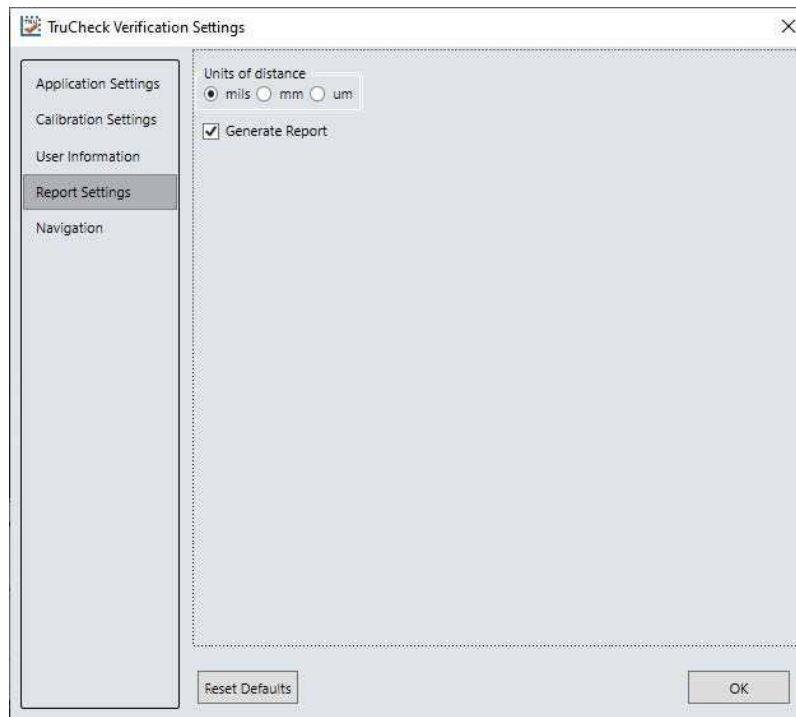 TruCheck Verification Settings
Application Settings
Calibration Settings
User Information
Report Settings
Navigation
Units of distance
mils mm um
Generate Report
Reset Defaults
OK